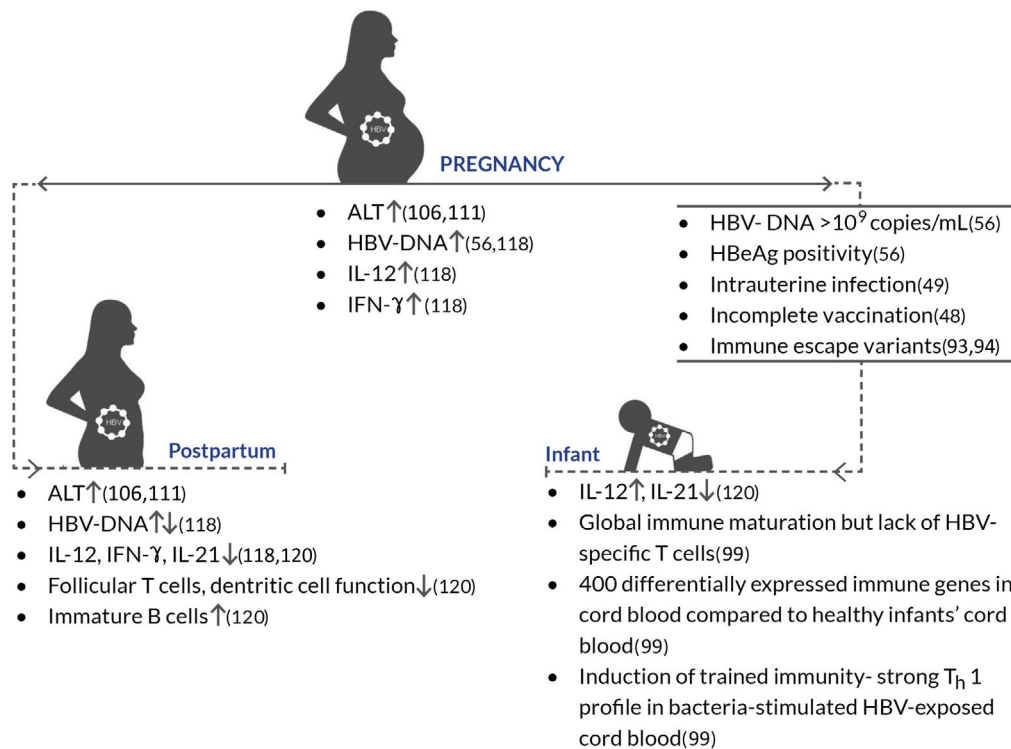 HBV
PREGNANCY
ALT↑(106,111)
HBV-DNA↑(56,118)
IL-12↑(118)
IFN-γ↑(118)
HBV- DNA >10⁹ copies/mL(56)
HBeAg positivity(56)
Intrauterine infection(49)
Incomplete vaccination(48)
Immune escape variants(93,94)
HBV
Postpartum
ALT↑(106,111)
HBV-DNA↑↓(118)
IL-12, IFN-γ, IL-21↓(118,120)
Follicular T cells, dentritic cell function↓(120)
Immature B cells↑(120)
HBV
Infant
IL-12↑, IL-21↓(120)
Global immune maturation but lack of HBV-
specific T cells(99)
400 differentially expressed immune genes in
cord blood compared to healthy infants' cord
blood(99)
Induction of trained immunity- strong Tₕ 1
profile in bacteria-stimulated HBV-exposed
cord blood(99)